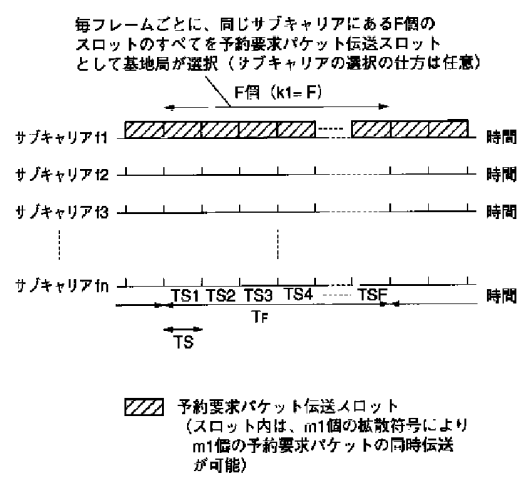 毎フレームごとに、同じサブキャリアにあるF個の
スロットのすべてを予約要求パケット伝送スロット
として基地局が選択（サブキャリアの選択の仕方は任意）
F個（k1= F）
サブキャリアf1
時間
サブキャリアf2
時間
サブキャリアf3
時間
サブキャリアfn
TS1 TS2 TS3 TS4 TSF
時間
TF
TS
予約要求パケット伝送スロット
（スロット内は、m1個の拡散符号により
m1個の予約要求パケットの同時伝送
が可能）